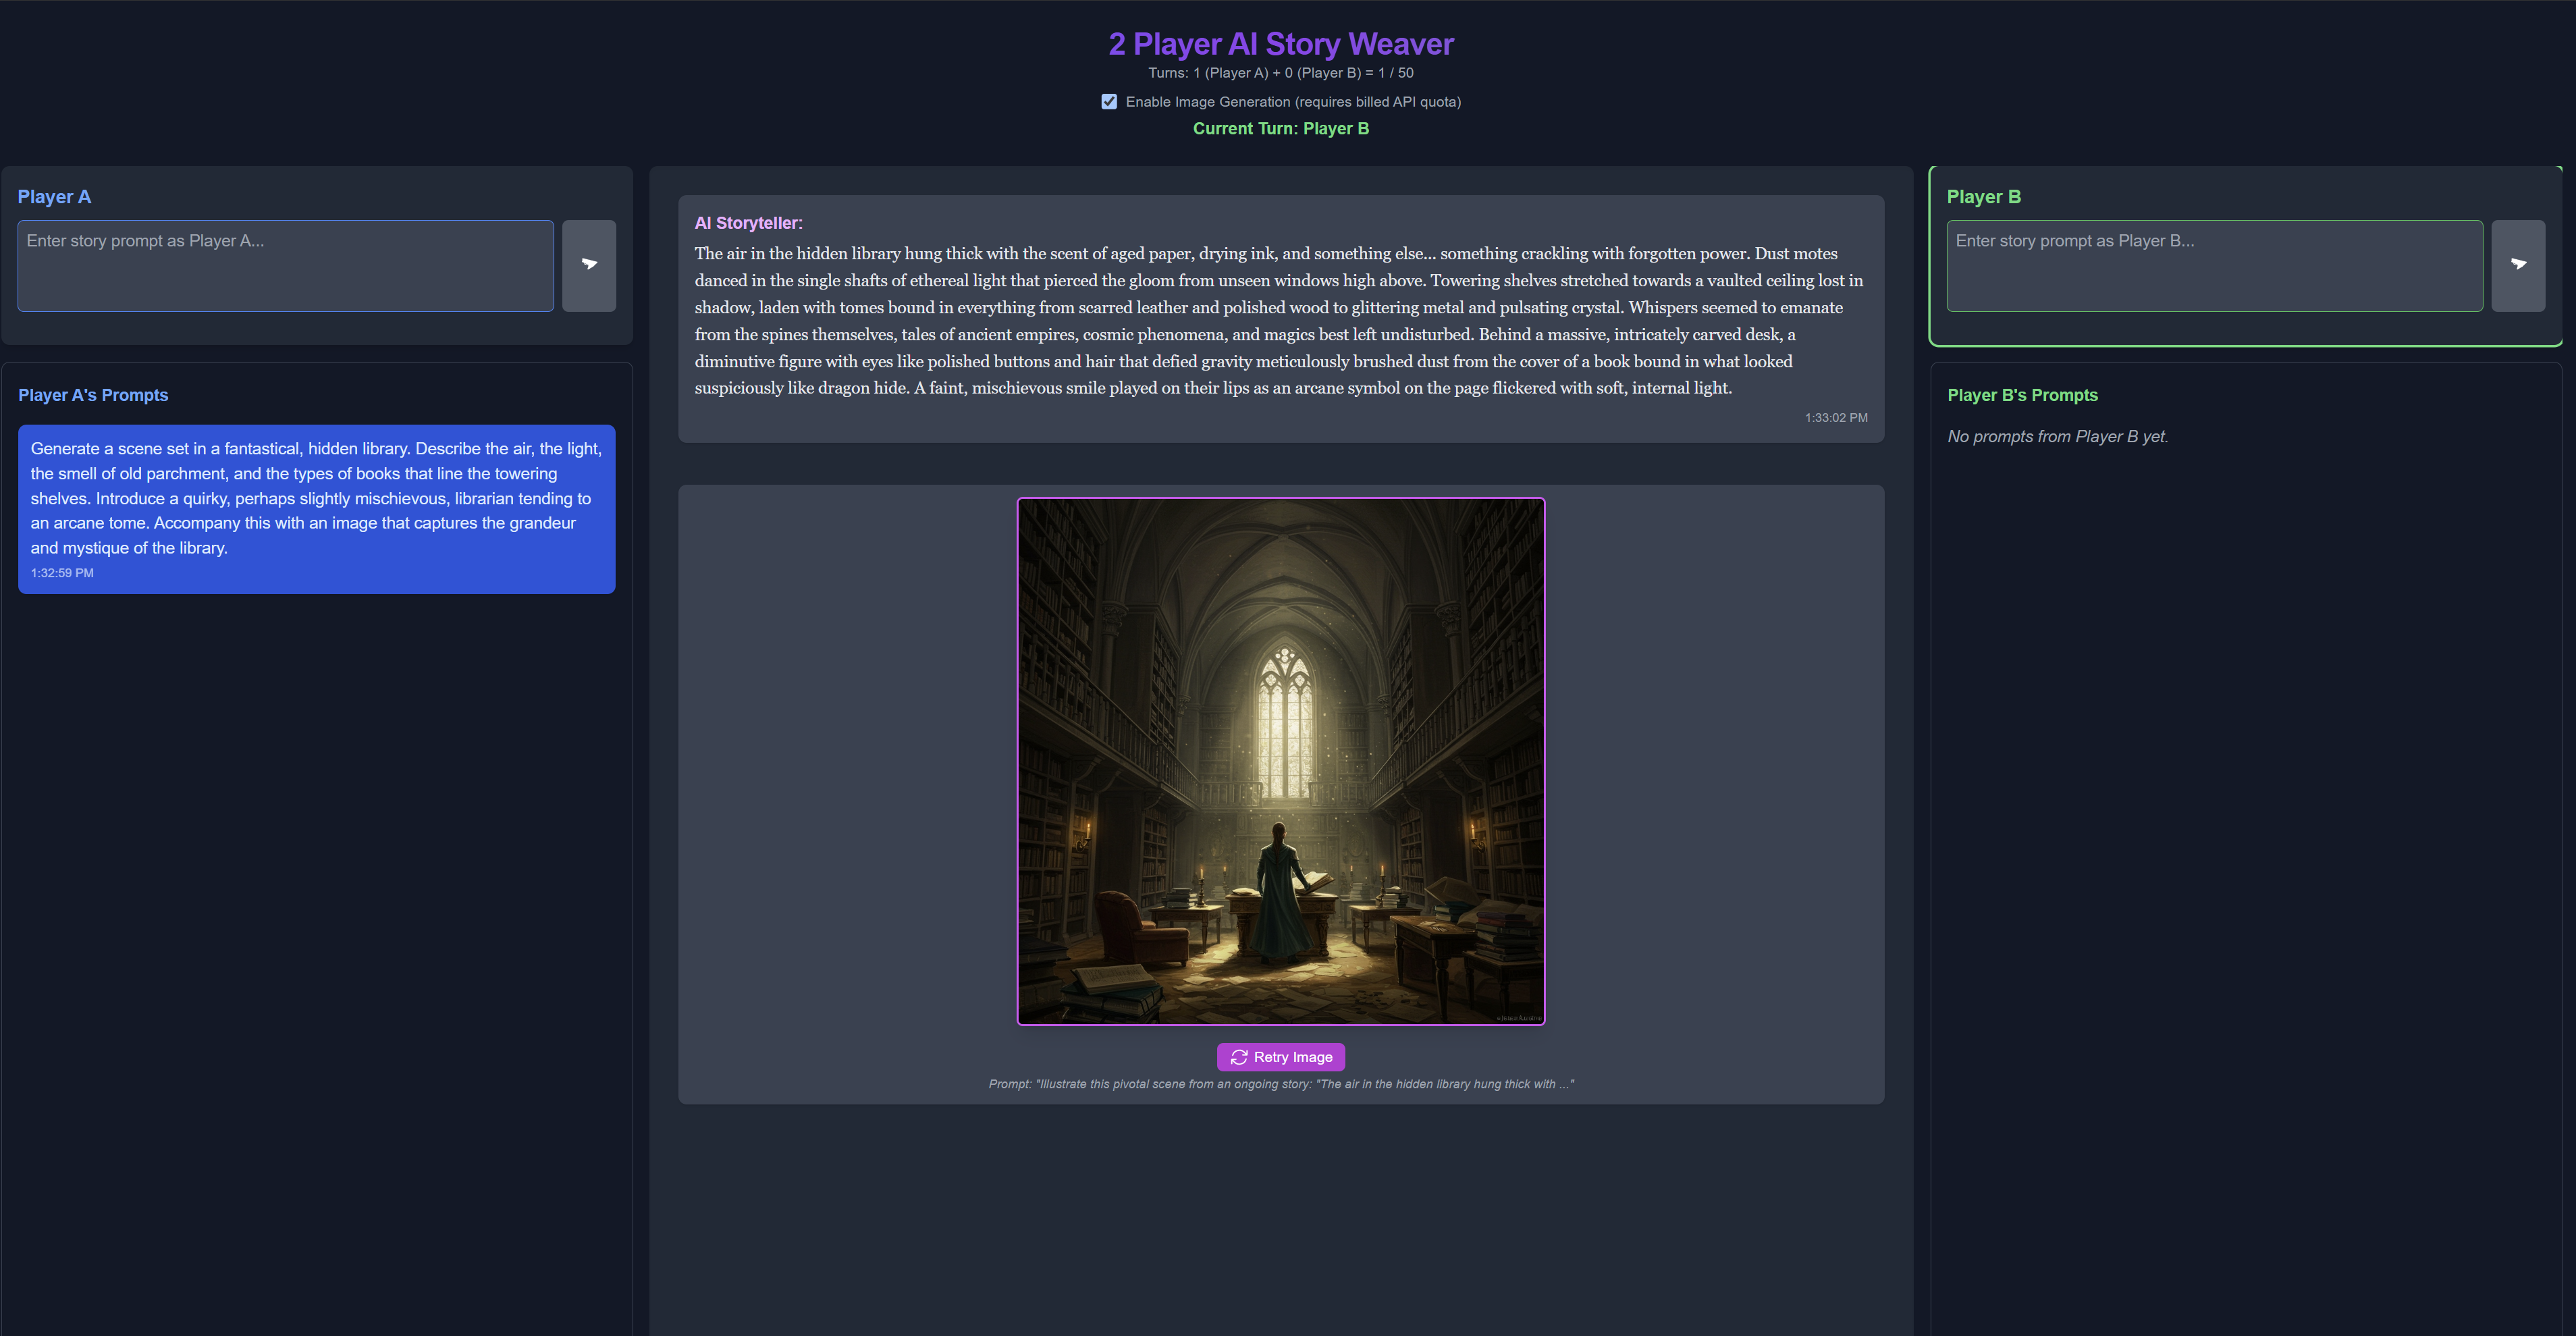 2 Player AI Story Weaver
Turns: 1 (Player A) + 0 (Player B) = 1 / 50
Enable Image Generation (requires billed API quota)
Current Turn: Player B
Player A
Enter story prompt as Player A...
Player A's Prompts
Generate a scene set in a fantastical, hidden library. Describe the air, the light,
the smell of old parchment, and the types of books that line the towering
shelves. Introduce a quirky, perhaps slightly mischievous, librarian tending to
an arcane tome. Accompany this with an image that captures the grandeur
and mystique of the library.
1:32:59 PM
AI Storyteller:
The air in the hidden library hung thick with the scent of aged paper, drying ink, and something else... something crackling with forgotten power. Dust motes
danced in the single shafts of ethereal light that pierced the gloom from unseen windows high above. Towering shelves stretched towards a vaulted ceiling lost in
shadow, laden with tomes bound in everything from scarred leather and polished wood to glittering metal and pulsating crystal. Whispers seemed to emanate
from the spines themselves, tales of ancient empires, cosmic phenomena, and magics best left undisturbed. Behind a massive, intricately carved desk, a
diminutive figure with eyes like polished buttons and hair that defied gravity meticulously brushed dust from the cover of a book bound in what looked
suspiciously like dragon hide. A faint, mischievous smile played on their lips as an arcane symbol on the page flickered with soft, internal light.
1:33:02 PM
Retry Image
Prompt: "Illustrate this pivotal scene from an ongoing story: "The air in the hidden library hung thick with ..."
Player B
Enter story prompt as Player B...
Player B's Prompts
No prompts from Player B yet.